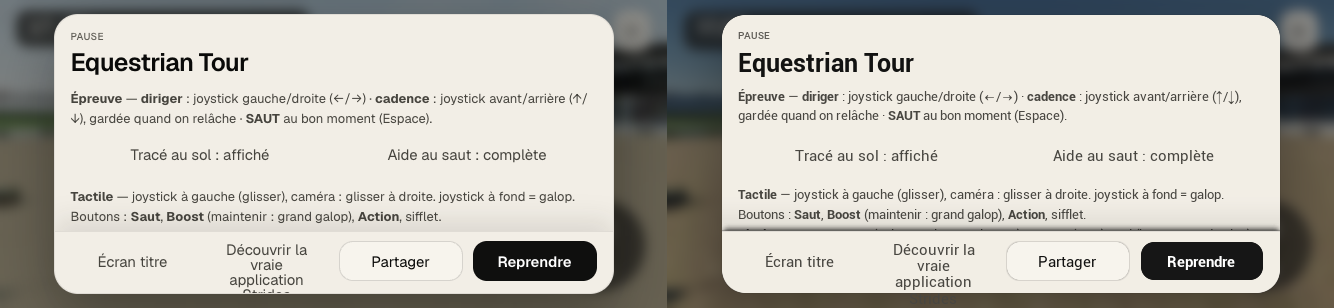 PAUSE
Equestrian Tour
Épreuve — diriger : joystick gauche/droite (←/→) · cadence : joystick avant/arrière (↑/
↓), gardée quand on relâche · SAUT au bon moment (Espace).
Tracé au sol : affiché
Aide au saut : complète
Tactile — joystick à gauche (glisser), caméra : glisser à droite. joystick à fond = galop.
Boutons : Saut, Boost (maintenir : grand galop), Action, sifflet.
Écran titre
Découvrir la
vraie
application
Strides
Partager
Reprendre
PAUSE
Equestrian Tour
Épreuve — diriger : joystick gauche/droite (←/→) · cadence : joystick avant/arrière (↑/↓),
gardée quand on relâche · SAUT au bon moment (Espace).
Tracé au sol : affiché
Aide au saut : complète
Tactile — joystick à gauche (glisser), caméra : glisser à droite. joystick à fond = galop.
Boutons : Saut, Boost (maintenir : grand galop), Action, sifflet.
Écran titre
Découvrir la
vraie
application
Strides
Partager
Reprendre